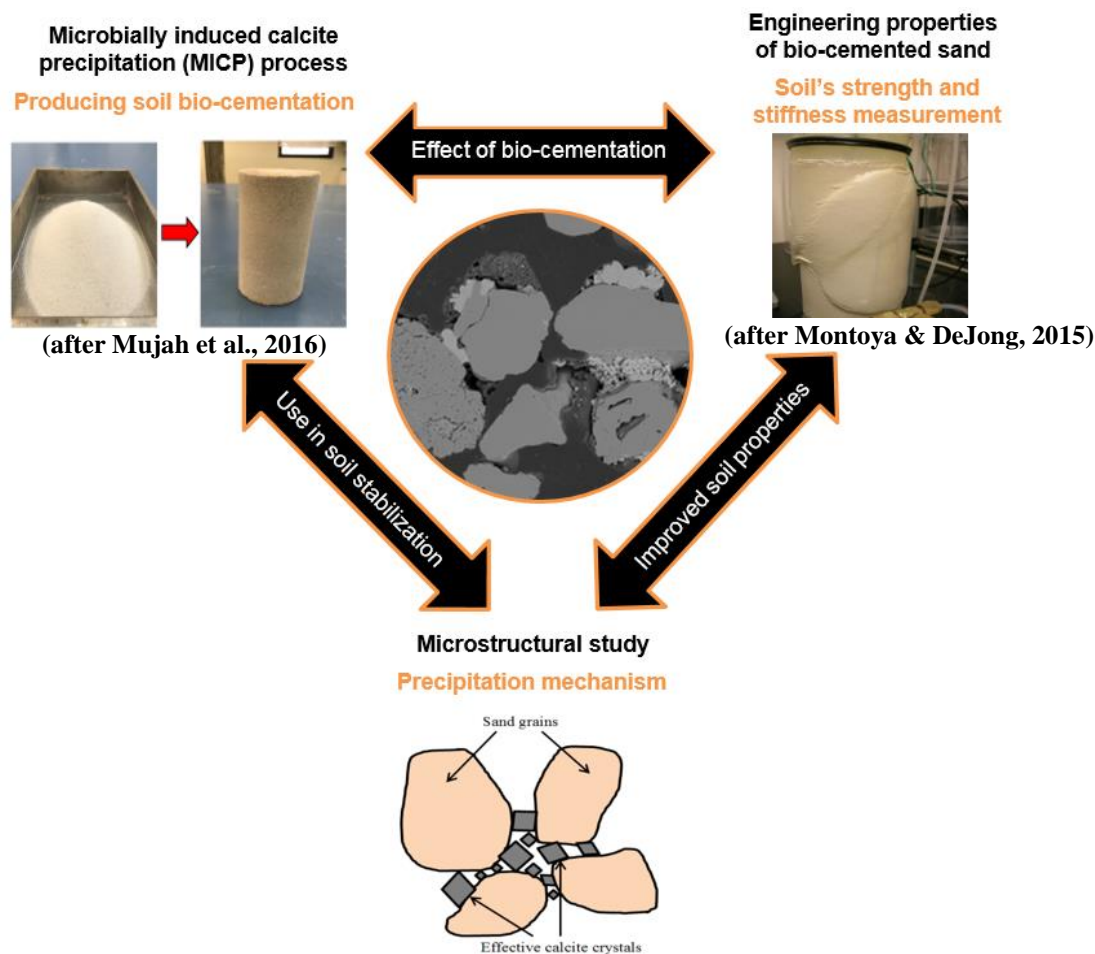 Microbially induced calcite
precipitation (MICP) process
Producing soil bio-cementation
Engineering properties
of bio-cemented sand
Soil's strength and
stiffness measurement
Effect of bio-cementation
(after Mujah et al., 2016)
(after Montoya & DeJong, 2015)
Use in soil stabilization
Improved soil properties
Microstructural study
Precipitation mechanism
Sand grains
Effective calcite crystals